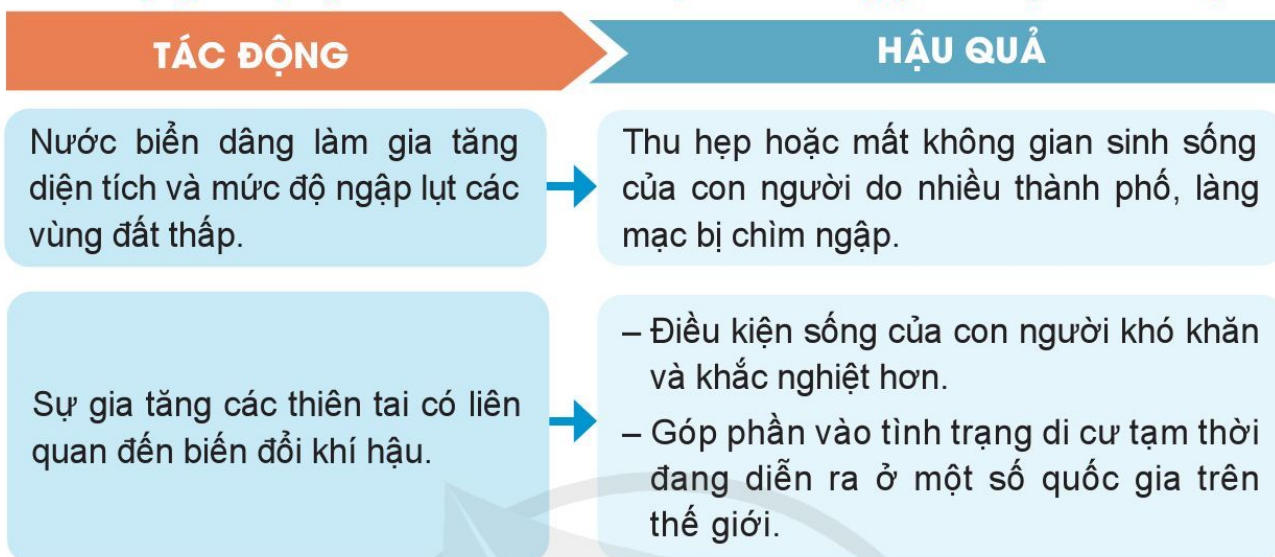 TÁC ĐỘNG
HẬU QUẢ
Nước biển dâng làm gia tăng
diện tích và mức độ ngập lụt các
vùng đất thấp.
Thu hẹp hoặc mất không gian sinh sống
của con người do nhiều thành phố, làng
mạc bị chìm ngập.
Sự gia tăng các thiên tai có liên
quan đến biến đổi khí hậu.
– Điều kiện sống của con người khó khăn
và khắc nghiệt hơn.
– Góp phần vào tình trạng di cư tạm thời
đang diễn ra ở một số quốc gia trên
thế giới.